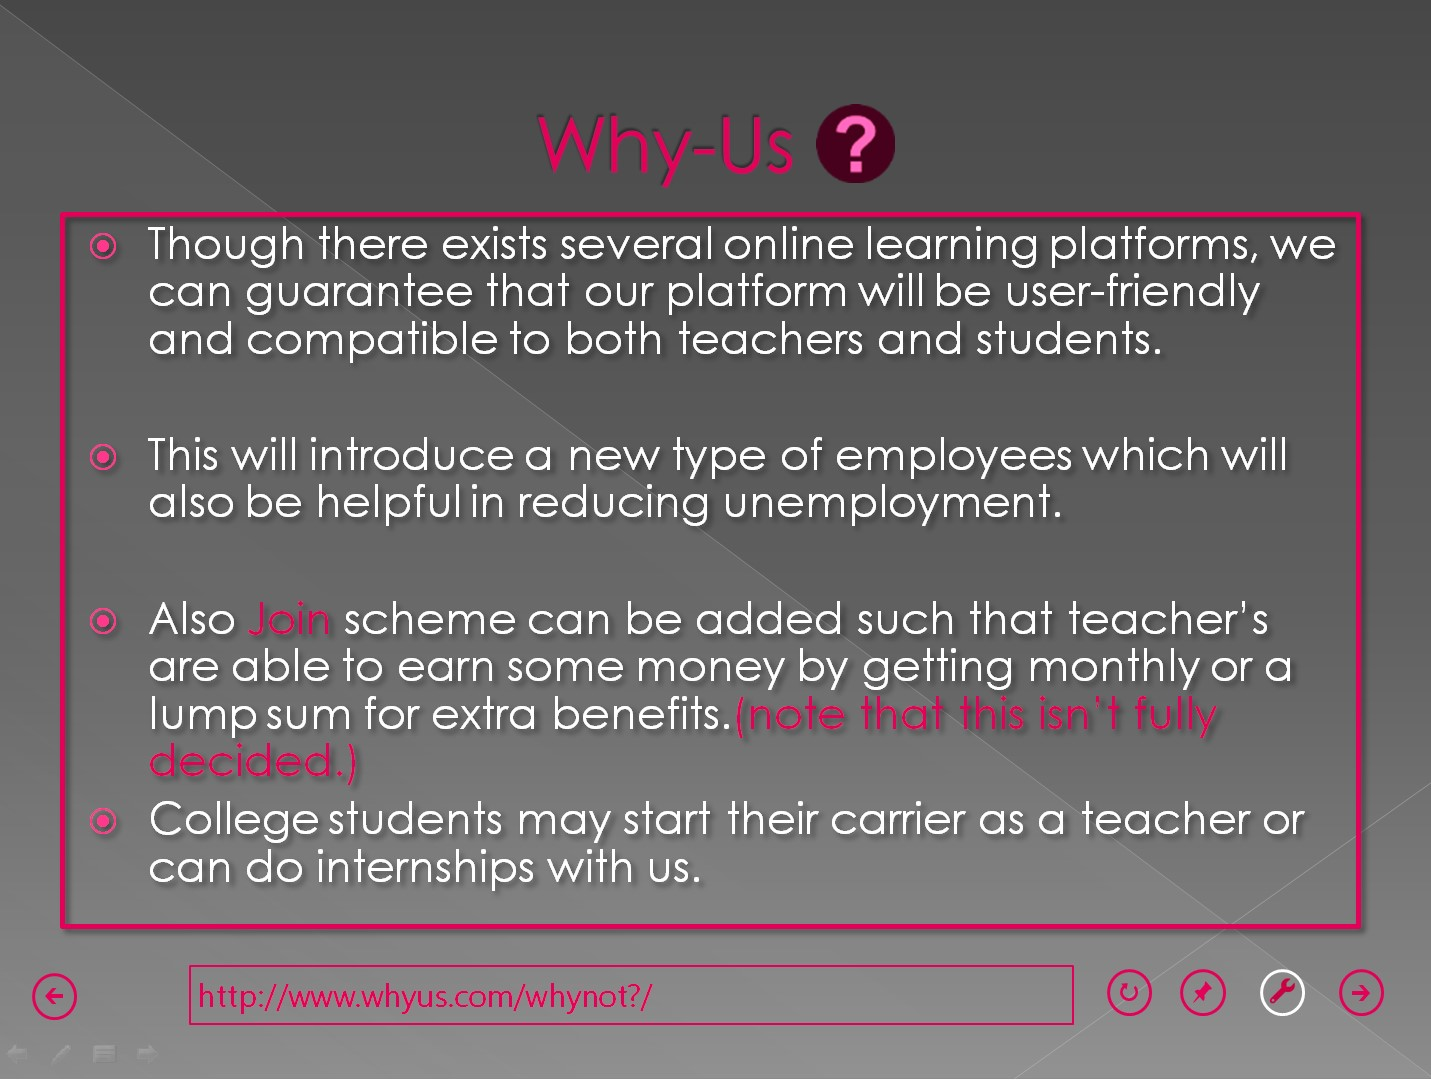 Why-Us ?
Though there exists several online learning platforms, we
can guarantee that our platform will be user-friendly
and compatible to both teachers and students.
This will introduce a new type of employees which will
also be helpful in reducing unemployment.
Also Join scheme can be added such that teacher's
are able to earn some money by getting monthly or a
lump sum for extra benefits.(note that this isn't fully
decided.)
College students may start their carrier as a teacher or
can do internships with us.
http://www.whyus.com/whynot?/